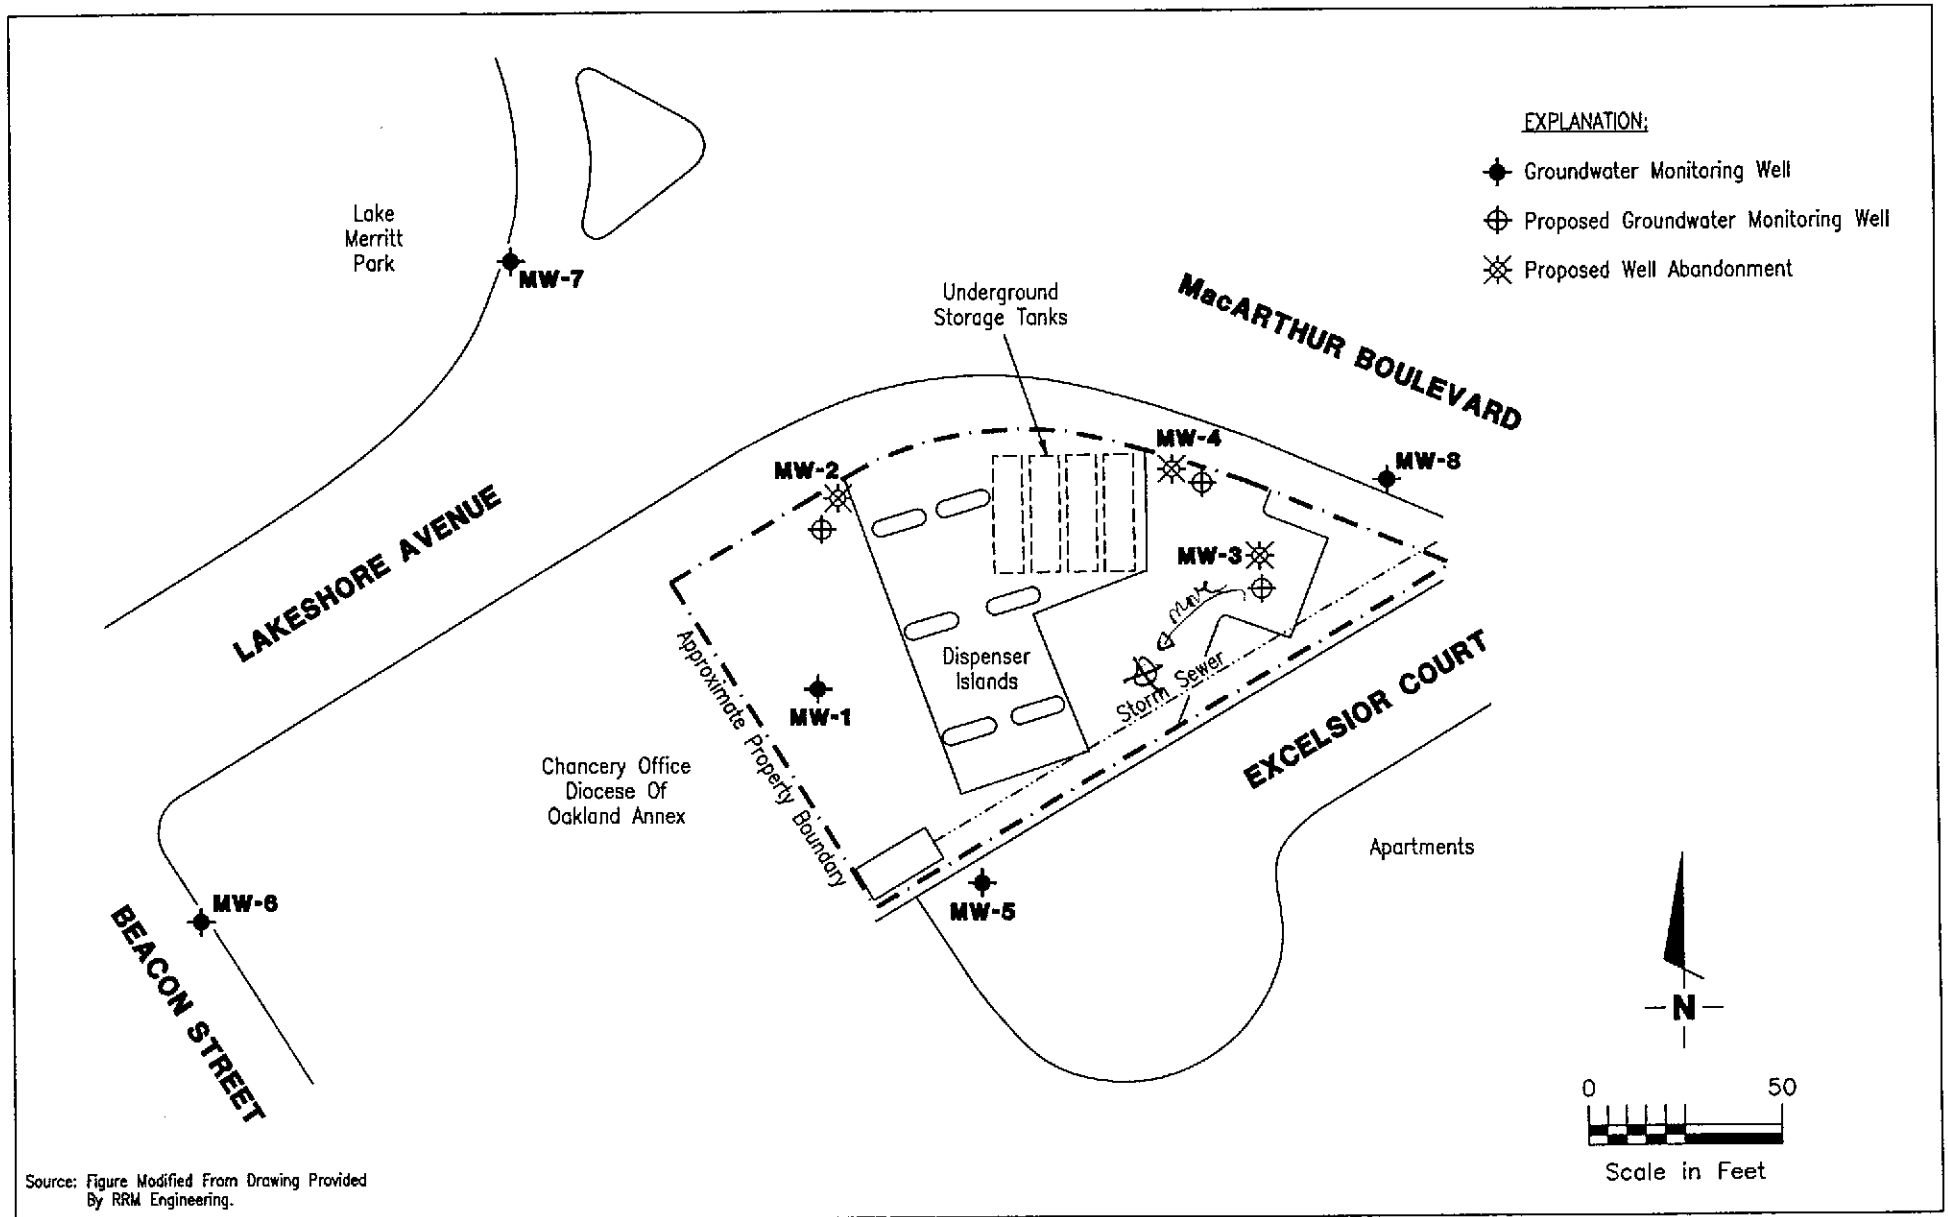 EXPLANATION:
Groundwater Monitoring Well
Proposed Groundwater Monitoring Well
Proposed Well Abandonment
Lake
Merritt
Park
MW-7
Underground
Storage Tanks
MacARTHUR BOULEVARD
MW-4
MW-8
MW-2
LAKESHORE AVENUE
MW-3
move
Approximate Property Boundary
Dispenser
Islands
Storm Sewer
EXCELSIOR COURT
MW-1
Chancery Office
Diocese Of
Oakland Annex
Apartments
MW-6
MW-5
BEACON STREET
N
0 50
Scale in Feet
Source: Figure Modified From Drawing Provided
By RRM Engineering.